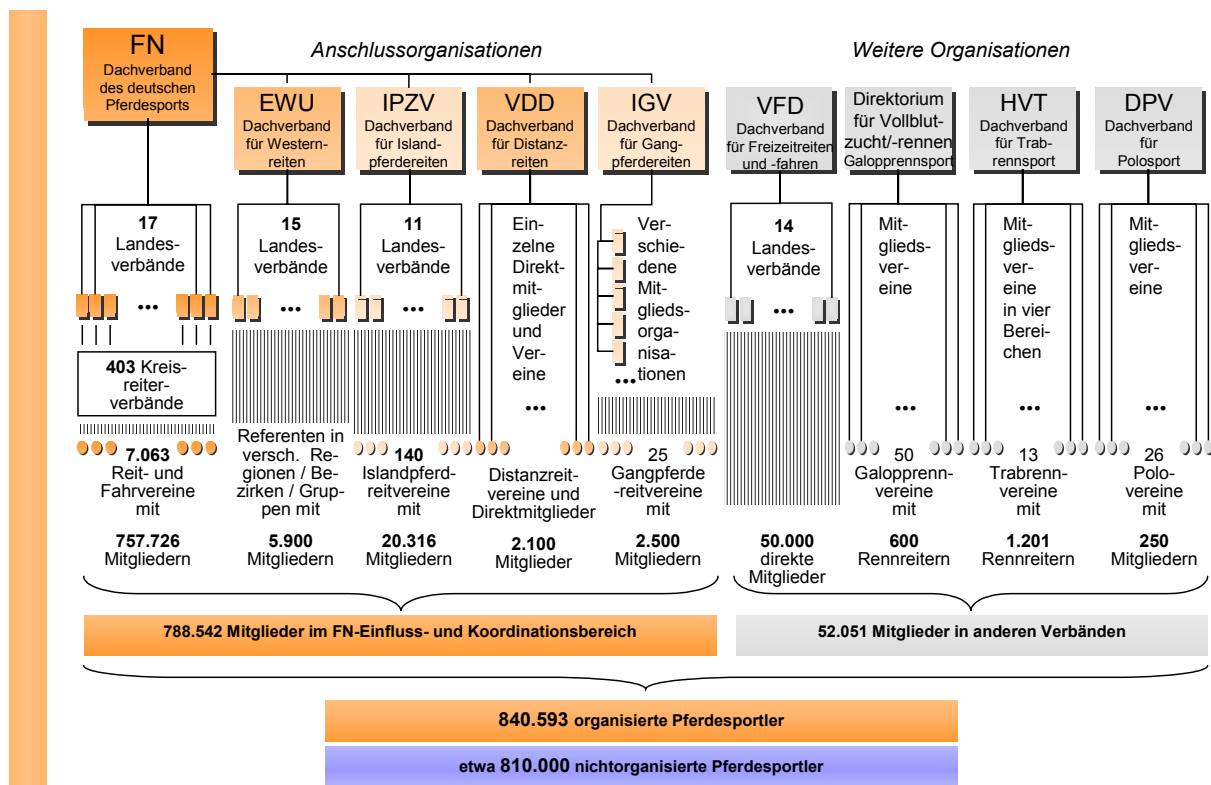 FN
Dachverband
des deutschen
Pferdesports
Anschlussorganisationen
Weitere Organisationen
EWU
Dachverband
für Western-
reiten
IPZV
Dachverband
für Island-
pferdereiten
VDD
Dachverband
für Distanz-
reiten
IGV
Dachverband
für Gang-
pferdereiten
VFD
Dachverband
für Freizeitreiten
und -fahren
Direktorium
für Vollblut-
zucht/-rennen
Galopprennsport
HVT
Dachverband
für Trab-
rennsport
DPV
Dachverband
für
Polosport
17
Landes-
verbände
...
403 Kreis-
reiter-
verbände
7.063
Reit- und
Fahrvereine
mit
757.726
Mitgliedern
15
Landes-
verbände
...
Referenten in
versch. Re-
gionen / Be-
zirken / Grup-
pen mit
5.900
Mitgliedern
11
Landes-
verbände
...
140
Islandpferd-
reitvereine
mit
20.316
Mitgliedern
Ein-
zelne
Direkt-
mit-
glieder
und
Ver-
eine
...
Distanzreit-
vereine und
Direktmitglieder
2.100
Mitglieder
Ver-
schie-
dene
Mit-
glieds-
orga-
nisa-
tionen
...
25
Gangpferde
-reitvereine
mit
2.500
Mitgliedern
14
Landes-
verbände
...
50.000
direkte
Mitglieder
Mit-
glieds-
ver-
eine
...
50
Galopprenn-
vereine mit
600
Rennreitern
Mit-
glieds-
ver-
eine
in vier
Berei-
chen
...
13
Trabrenn-
vereine mit
1.201
Rennreitern
Mit-
glieds-
ver-
eine
...
26
Polo-
vereine mit
250
Mitgliedern
788.542 Mitglieder im FN-Einfluss- und Koordinationsbereich
52.051 Mitglieder in anderen Verbänden
840.593 organisierte Pferdesportler
etwa 810.000 nichtorganisierte Pferdesportler